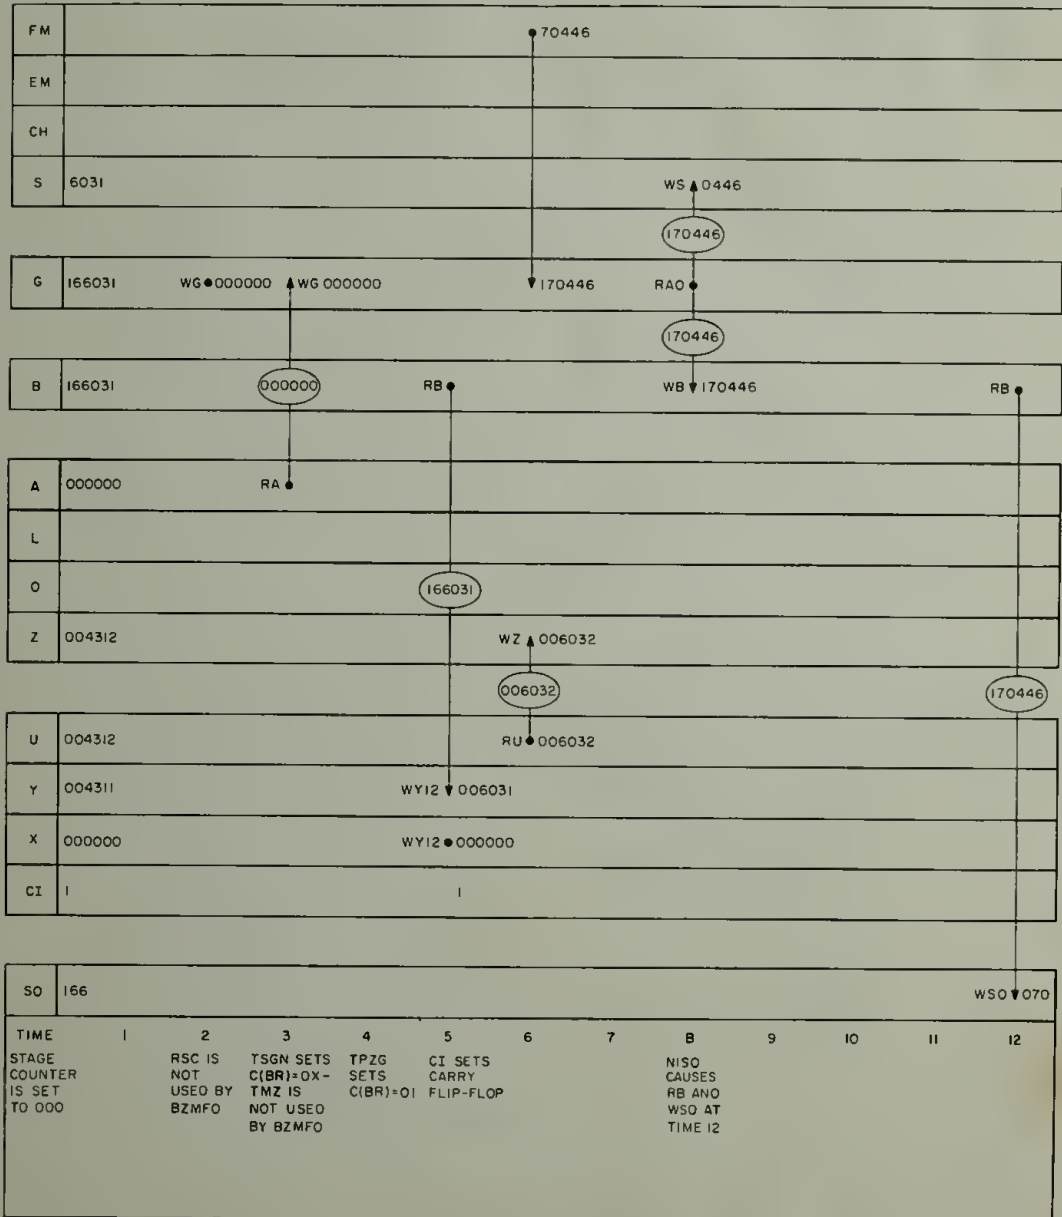 FM 70446
EM
CH
S 6031 WS 0446
170446
G 166031 WG 000000 WG 000000 170446 RAO
170446
B 166031 000000 RB WB 170446 RB
A 000000 RA
L
O 166031
Z 004312 WZ 006032
006032 170446
U 004312 RU 006032
Y 004311 WY12 006031
X 000000 WY12 000000
CI 1 1
SO 166 WSO 070
TIME 1 2 3 4 5 6 7 8 9 10 11 12
STAGE RSC IS TSGN SETS TPZG CI SETS NISO
COUNTER NOT C(BR)=0X- SETS CARRY CAUSES
IS SET USED BY TMZ IS C(BR)=01 FLIP-FLOP RB AND
TO 000 BZMFO NOT USED WSO AT
BY BZMFO TIME 12